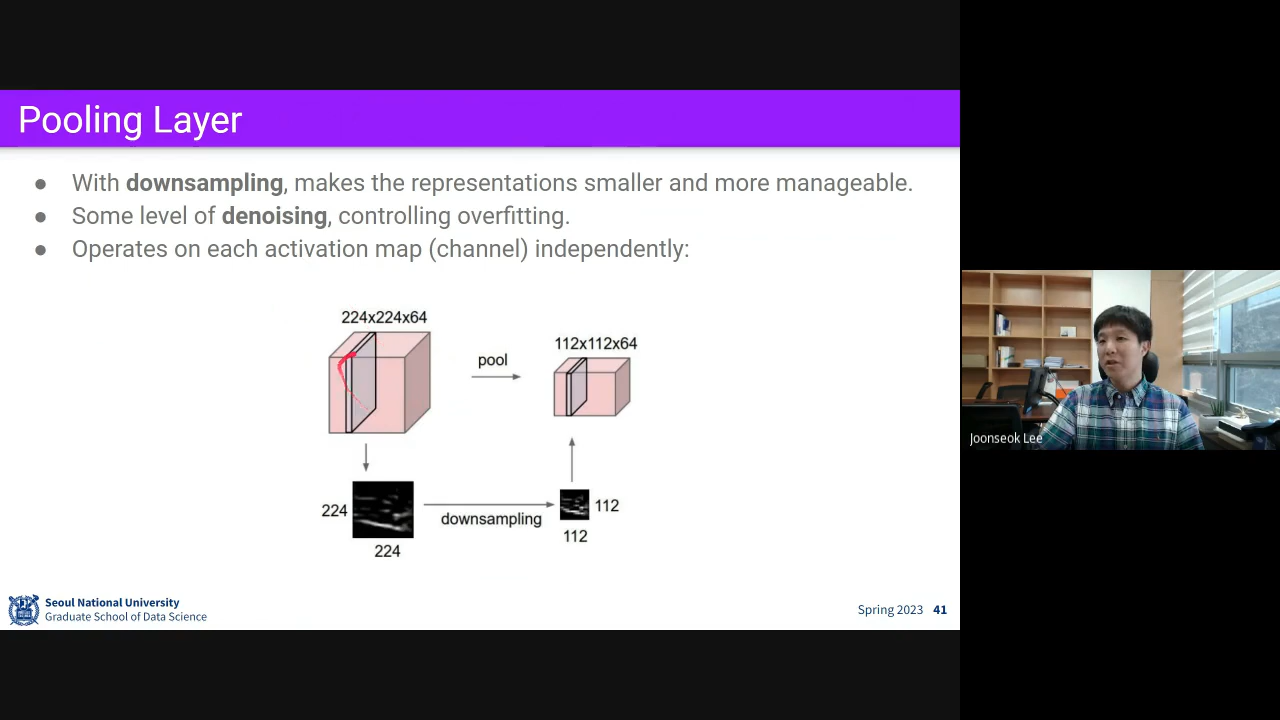 Pooling Layer
● With downsampling, makes the representations smaller and more manageable.
● Some level of denoising, controlling overfitting.
● Operates on each activation map (channel) independently:
224x224x64
pool
112x112x64
224
224
downsampling
112
112
Seoul National University
Graduate School of Data Science
Spring 2023 41
Joonseok Lee